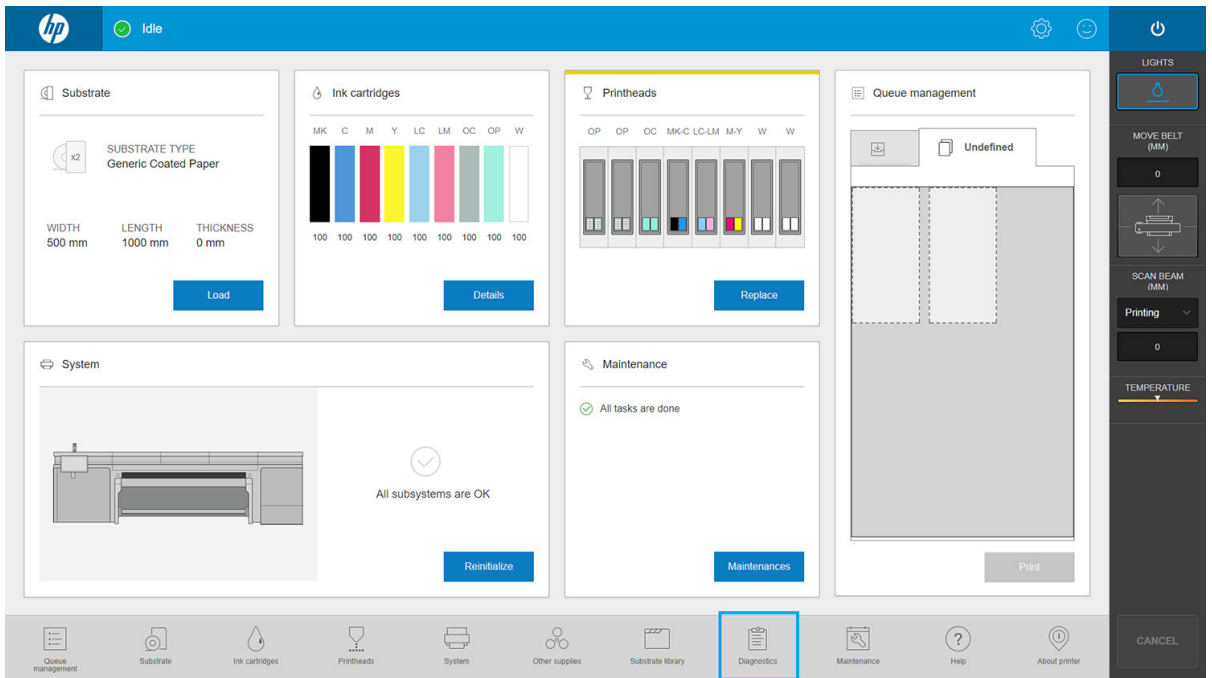 hp
Idle
Substrate
x2
SUBSTRATE TYPE
Generic Coated Paper
WIDTH LENGTH THICKNESS
500 mm 1000 mm 0 mm
Load
Ink cartridges
MK C M Y LC LM OC OP W
100 100 100 100 100 100 100 100 100
Details
Printheads
OP OP OC MK-C LC-LM M-Y W W
Replace
Queue management
Undefined
Print
System
All subsystems are OK
Reinitialize
Maintenance
All tasks are done
Maintenances
LIGHTS
MOVE BELT
(MM)
0
SCAN BEAM
(MM)
Printing
0
TEMPERATURE
CANCEL
Queue
management
Substrate
Ink cartridges
Printheads
System
Other supplies
Substrate library
Diagnostics
Maintenance
Help
About printer